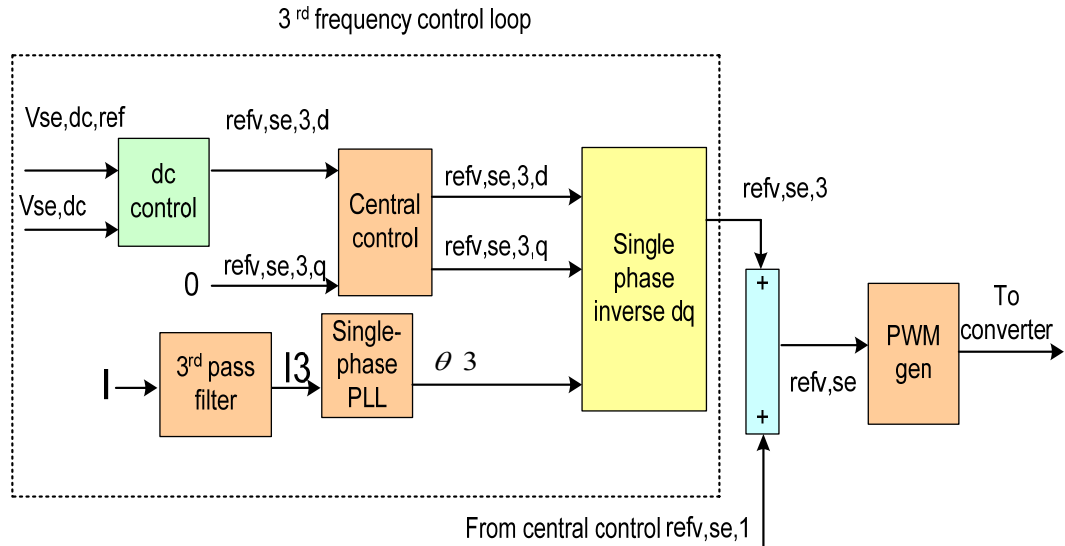 3 rd frequency control loop
Vse,dc,ref
refv,se,3,d
dc
control
Vse,dc
Central
control
refv,se,3,d
refv,se,3,q
0
refv,se,3,q
Single
phase
inverse dq
refv,se,3
+
+
refv,se
PWM
gen
To
converter
I
3rd pass
filter
I3
Single-
phase
PLL
θ 3
From central control refv,se,1